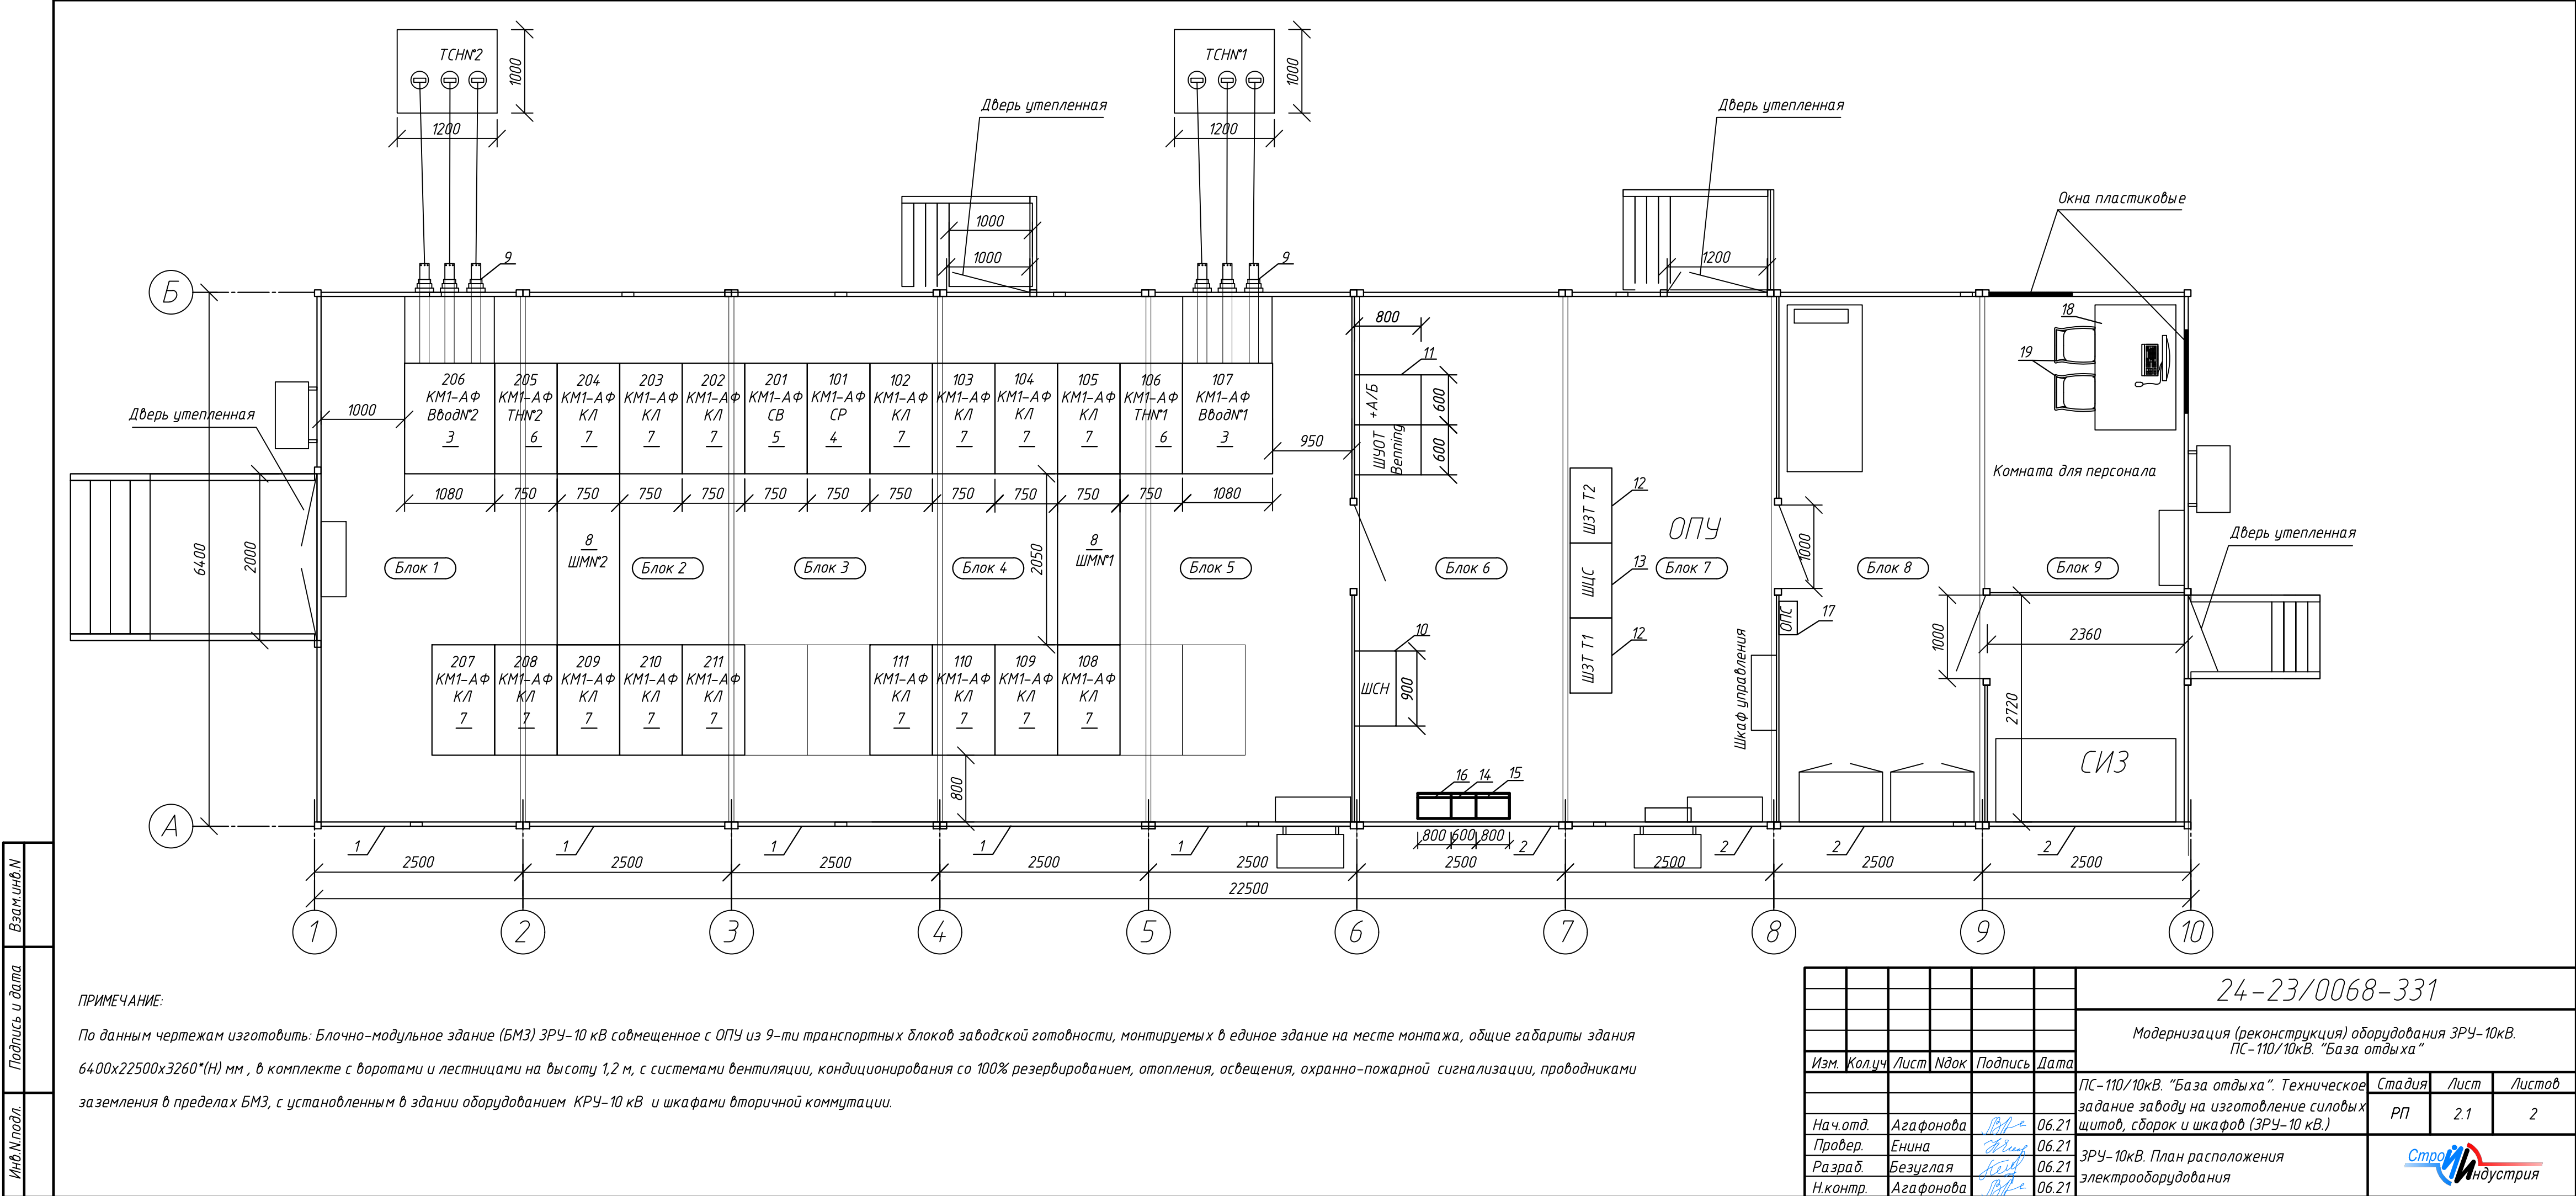 ТСН№2
1000
1200
ТСН№1
1000
1200
Дверь утепленная
Дверь утепленная
Окна пластиковые
1000
1000
1200
9
9
Б
800
11
18
19
Дверь утепленная
1000
206
КМ1-АФ
Ввод№2
3
205
КМ1-АФ
ТН№2
6
204
КМ1-АФ
КЛ
7
203
КМ1-АФ
КЛ
7
202
КМ1-АФ
КЛ
7
201
КМ1-АФ
СВ
5
101
КМ1-АФ
СР
4
102
КМ1-АФ
КЛ
7
103
КМ1-АФ
КЛ
7
104
КМ1-АФ
КЛ
7
105
КМ1-АФ
КЛ
7
106
КМ1-АФ
ТН№1
6
107
КМ1-АФ
Ввод№1
3
950
+А/Б
600
ШУОТ
Benning
600
Комната для персонала
1080
750
750
750
750
750
750
750
750
750
750
750
1080
6400
2000
8
ШМ№2
2050
8
ШМ№1
Блок 1
Блок 2
Блок 3
Блок 4
Блок 5
Блок 6
Блок 7
Блок 8
Блок 9
ШЗТ Т2
12
ШЦС
13
ШЗТ Т1
12
ОПУ
1000
Дверь утепленная
ОПС
17
Шкаф управления
10
ШСН
900
1000
2360
2720
СИЗ
207
КМ1-АФ
КЛ
7
208
КМ1-АФ
КЛ
7
209
КМ1-АФ
КЛ
7
210
КМ1-АФ
КЛ
7
211
КМ1-АФ
КЛ
7
111
КМ1-АФ
КЛ
7
110
КМ1-АФ
КЛ
7
109
КМ1-АФ
КЛ
7
108
КМ1-АФ
КЛ
7
800
16 14 15
А
800 600 800
1
1
1
1
1
2
2
2
2
2500
2500
2500
2500
2500
2500
2500
2500
2500
22500
1
2
3
4
5
6
7
8
9
10
Взам.инв.N
Подпись и дата
Инв.N.подл.
ПРИМЕЧАНИЕ:
По данным чертежам изготовить: Блочно-модульное здание (БМЗ) ЗРУ-10 кВ совмещенное с ОПУ из 9-ти транспортных блоков заводской готовности, монтируемых в единое здание на месте монтажа, общие габариты здания
6400х22500х3260*(Н) мм , в комплекте с воротами и лестницами на высоту 1,2 м, с системами вентиляции, кондиционирования со 100% резервированием, отопления, освещения, охранно-пожарной сигнализации, проводниками
заземления в пределах БМЗ, с установленным в здании оборудованием КРУ-10 кВ и шкафами вторичной коммутации.
24-23/0068-331
Модернизация (реконструкция) оборудования ЗРУ-10кВ.
ПС-110/10кВ. "База отдыха"
Изм. Кол.уч Лист Nдок Подпись Дата
ПС-110/10кВ. "База отдыха". Техническое
задание заводу на изготовление силовых
щитов, сборок и шкафов (ЗРУ-10 кВ.)
Стадия Лист Листов
РП 2.1 2
Нач.отд. Агафонова 06.21
Провер. Енина 06.21
Разраб. Безуглая 06.21
Н.контр. Агафонова 06.21
ЗРУ-10кВ. План расположения
электрооборудования
СтройИндустрия